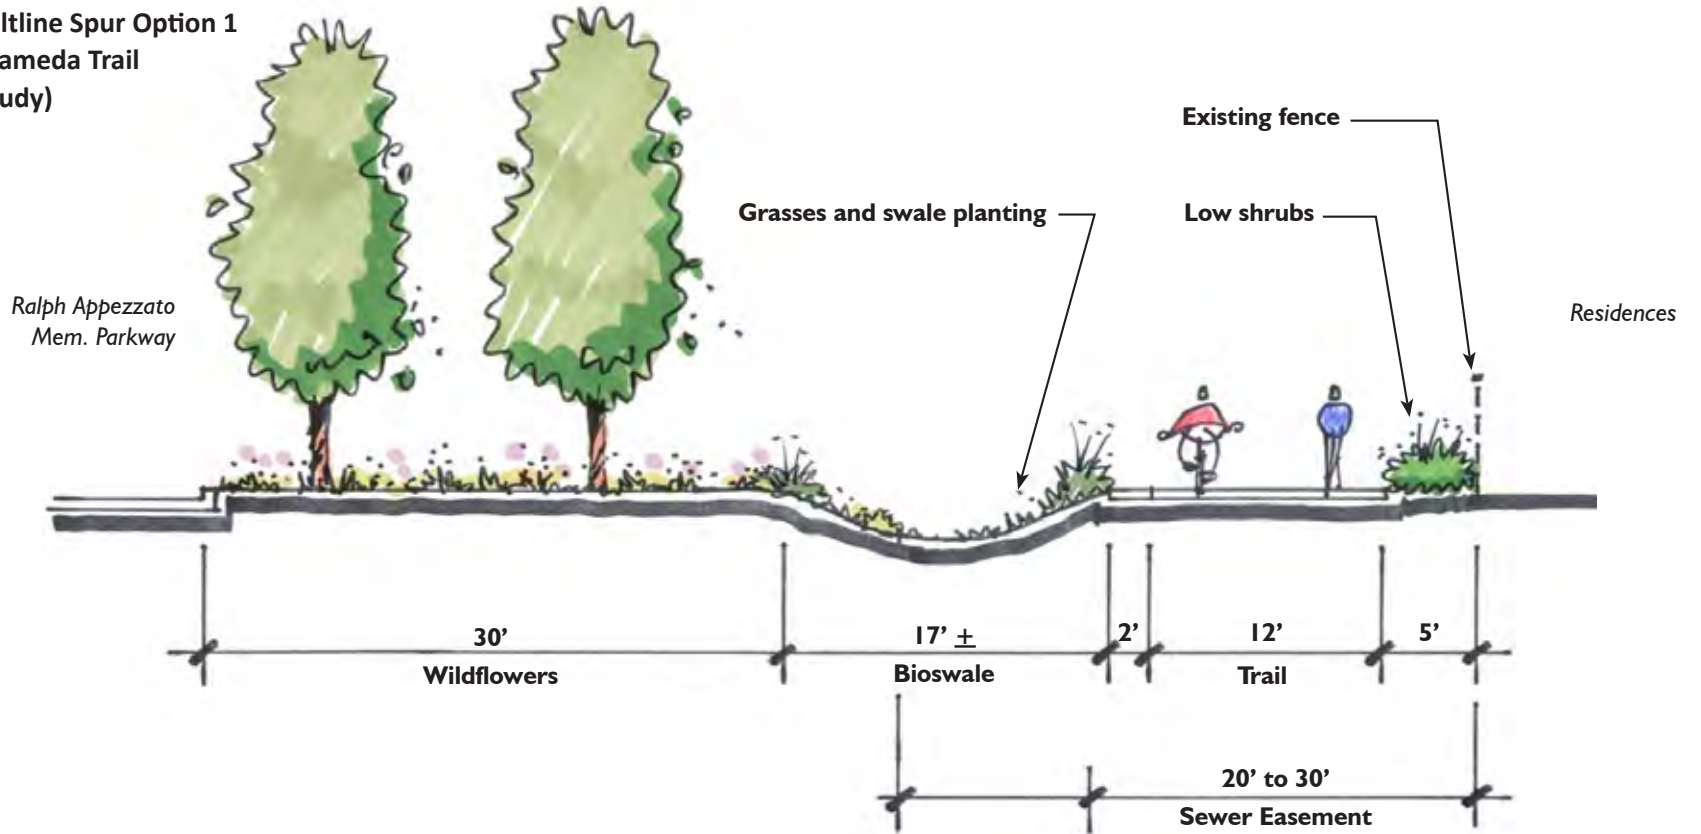 ltline Spur Option 1
ameda Trail
udy)
Existing fence
Grasses and swale planting
Low shrubs
Ralph Appezzato
Mem. Parkway
Residences
30’
17’ ±
2’
12’
5’
Wildflowers
Bioswale
Trail
20’ to 30’
Sewer Easement